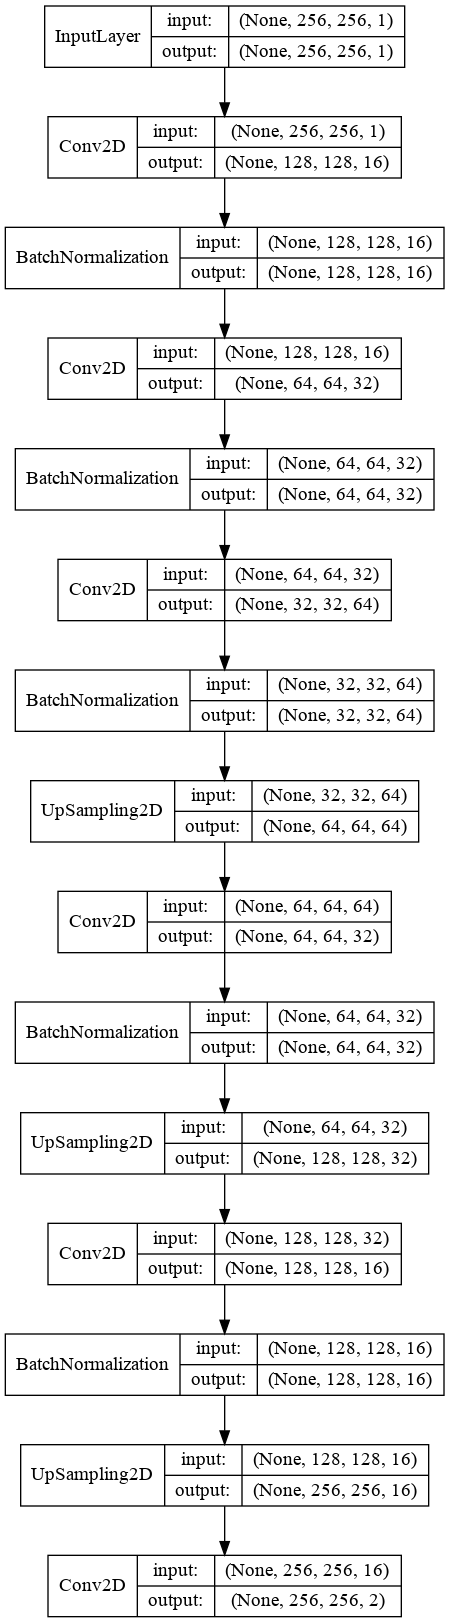 InputLayer
input: (None, 256, 256, 1)
output: (None, 256, 256, 1)
Conv2D
input: (None, 256, 256, 1)
output: (None, 128, 128, 16)
BatchNormalization
input: (None, 128, 128, 16)
output: (None, 128, 128, 16)
Conv2D
input: (None, 128, 128, 16)
output: (None, 64, 64, 32)
BatchNormalization
input: (None, 64, 64, 32)
output: (None, 64, 64, 32)
Conv2D
input: (None, 64, 64, 32)
output: (None, 32, 32, 64)
BatchNormalization
input: (None, 32, 32, 64)
output: (None, 32, 32, 64)
UpSampling2D
input: (None, 32, 32, 64)
output: (None, 64, 64, 64)
Conv2D
input: (None, 64, 64, 64)
output: (None, 64, 64, 32)
BatchNormalization
input: (None, 64, 64, 32)
output: (None, 64, 64, 32)
UpSampling2D
input: (None, 64, 64, 32)
output: (None, 128, 128, 32)
Conv2D
input: (None, 128, 128, 32)
output: (None, 128, 128, 16)
BatchNormalization
input: (None, 128, 128, 16)
output: (None, 128, 128, 16)
UpSampling2D
input: (None, 128, 128, 16)
output: (None, 256, 256, 16)
Conv2D
input: (None, 256, 256, 16)
output: (None, 256, 256, 2)